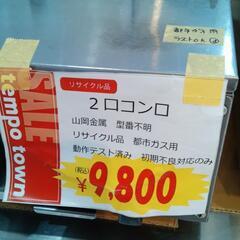 リサイクル品
2口コンロ
山岡金属 型番不明
リサイクル品 都市ガス用
動作テスト済み 初期不良対応のみ
(税込)
¥9,800
SALE
tempo town